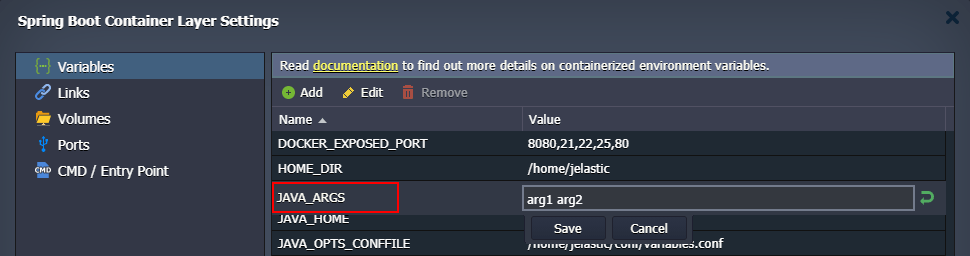 Spring Boot Container Layer Settings
Variables
Links
Volumes
Ports
CMD CMD / Entry Point
Read documentation to find out more details on containerized environment variables.
Add Edit Remove
Name Value
DOCKER_EXPOSED_PORT 8080,21,22,25,80
HOME_DIR /home/jelastic
JAVA_ARGS arg1 arg2
JAVA_HOME
Save Cancel
JAVA_OPTS_CONFFILE /home/jelastic/conf/variables.conf